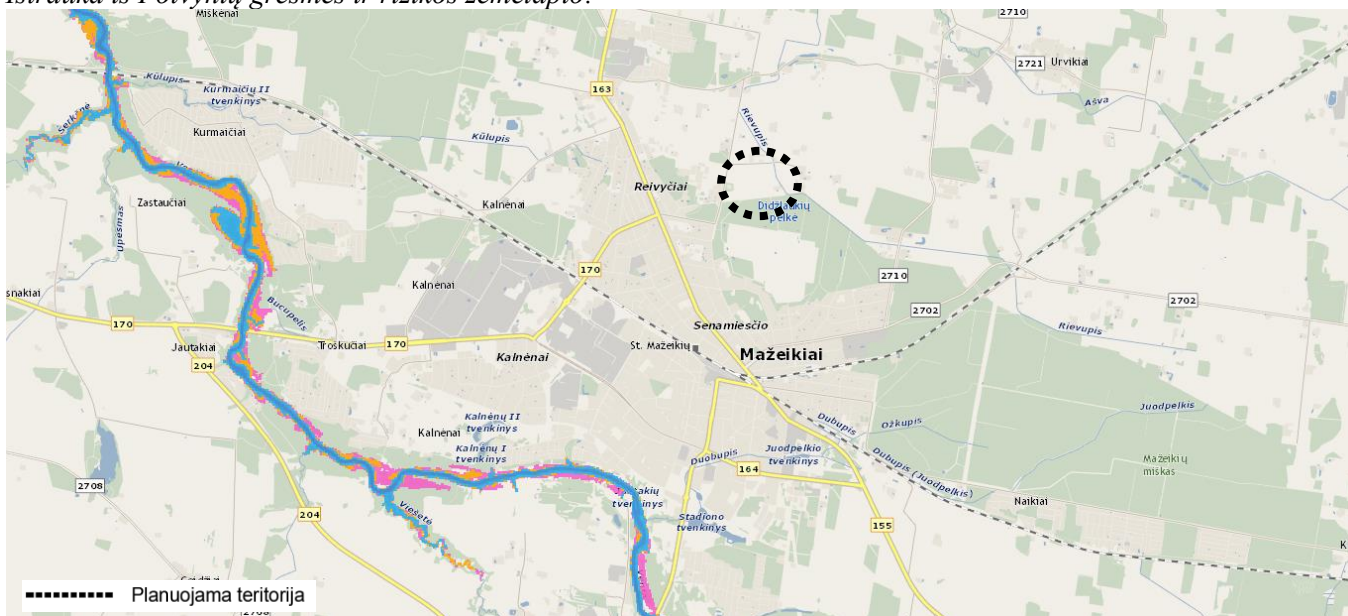 Ištrauka iš Potvynių grėsmės ir rizikos žemėlapio:
Miškėnai
2710
2721
Urvikiai
Kūlupis
Kurmaičių II
tvenkinys
163
Ašva
Serksnė
Rievupis
Kurmaičiai
Kūlupis
Reivyčiai
Zastaučiai
Kalnėnai
Didžlaukių
pelkė
Upesmas
170
2710
Kalnėnai
2702
2702
Bucupelis
Rievupis
170
Senamiesčio
Troškučiai
170
St. Mažeikių
Mažeikiai
Jautakiai
Kalnėnai
204
Juodpelkis
Kalnėnų II
tvenkinys
Dubupis
Ožkupis
Kalnėnai
Kalnėnų I
tvenkinys
Juodpelkio
tvenkinys
Duobupis
164
Dubupis (Juodpelkis)
Mažeikių
miškas
2708
tvenkinys
Naikiai
Viešetė
204
Stadiono
tvenkinys
155
Planuojama teritorija